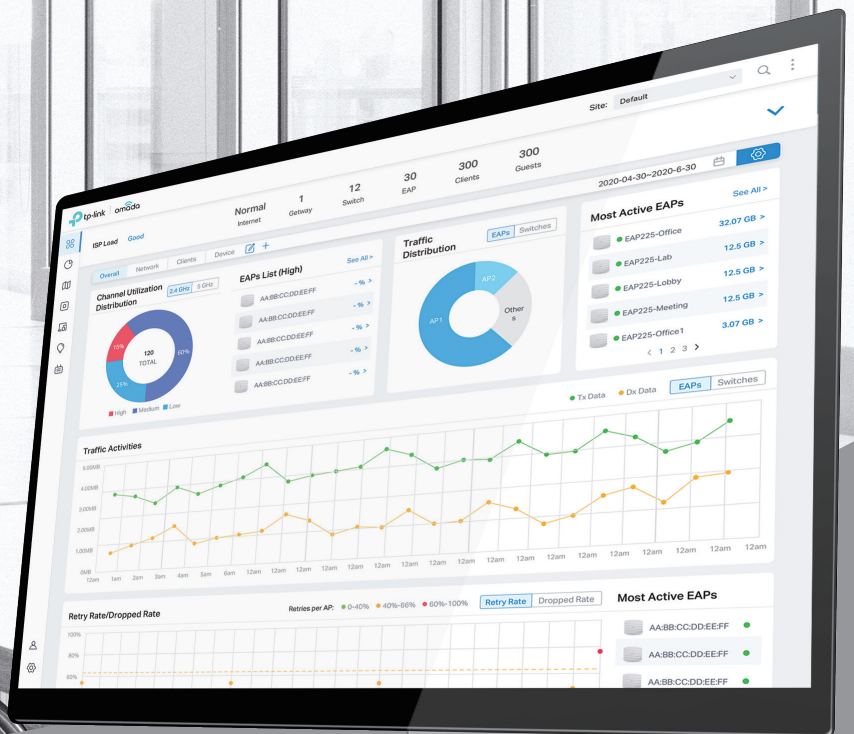 tp-link omada
Site: Default
Normal
Internet
1
Getway
12
Switch
30
EAP
300
Clients
300
Guests
2020-04-30~2020-6-30
ISP Load Good
Overall Network Clients Device
Channel Utilization
Distribution
2.4 GHz 5 GHz
15%
60%
25%
120
TOTAL
High Medium Low
EAPs List (High) See All >
AA:BB:CC:DD:EE:FF - % >
AA:BB:CC:DD:EE:FF - % >
AA:BB:CC:DD:EE:FF - % >
AA:BB:CC:DD:EE:FF - % >
AA:BB:CC:DD:EE:FF - % >
Traffic
Distribution
EAPs Switches
AP2
AP1
Other
s
Most Active EAPs See All >
EAP225-Office 32.07 GB >
EAP225-Lab 12.5 GB >
EAP225-Lobby 12.5 GB >
EAP225-Meeting 12.5 GB >
EAP225-Office1 3.07 GB >
< 1 2 3 >
Traffic Activities
Tx Data Dx Data EAPs Switches
5.00MB
4.00MB
3.00MB
2.00MB
1.00MB
0MB
12am 1am 2am 3am 4am 5am 6am 12am 12am 12am 12am 12am 12am 12am 12am 12am 12am 12am 12am 12am 12am 12am 12am 12am
Retry Rate/Dropped Rate
Retries per AP: 0-40% 40%-66% 60%-100%
Retry Rate Dropped Rate
100%
80%
60%
Most Active EAPs
AA:BB:CC:DD:EE:FF
AA:BB:CC:DD:EE:FF
AA:BB:CC:DD:EE:FF